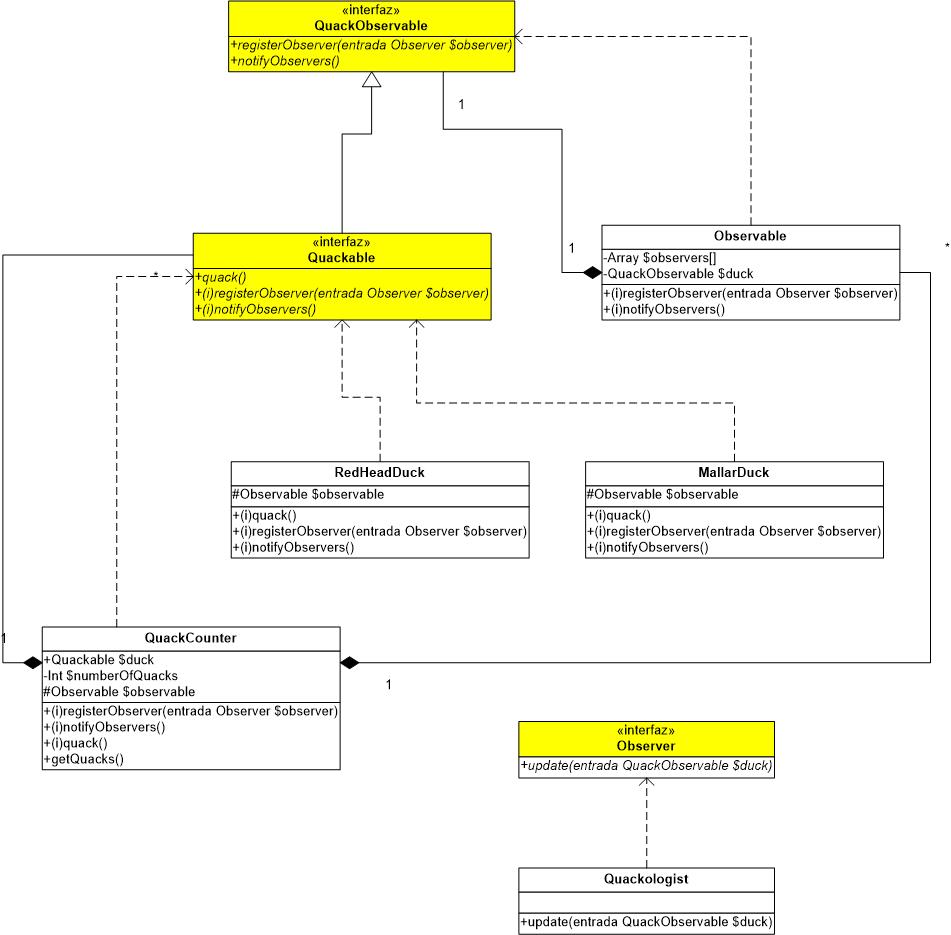 «interfaz»
QuackObservable
+registerObserver(entrada Observer $observer)
+notifyObservers()
1
1
Observable
-Array $observers[]
-QuackObservable $duck
+(i)registerObserver(entrada Observer $observer)
+(i)notifyObservers()
*
«interfaz»
Quackable
+quack()
+(i)registerObserver(entrada Observer $observer)
+(i)notifyObservers()
*
RedHeadDuck
#Observable $observable
+(i)quack()
+(i)registerObserver(entrada Observer $observer)
+(i)notifyObservers()
MallarDuck
#Observable $observable
+(i)quack()
+(i)registerObserver(entrada Observer $observer)
+(i)notifyObservers()
1
QuackCounter
+Quackable $duck
-Int $numberOfQuacks
#Observable $observable
+(i)registerObserver(entrada Observer $observer)
+(i)notifyObservers()
+(i)quack()
+getQuacks()
1
«interfaz»
Observer
+update(entrada QuackObservable $duck)
Quackologist
+update(entrada QuackObservable $duck)